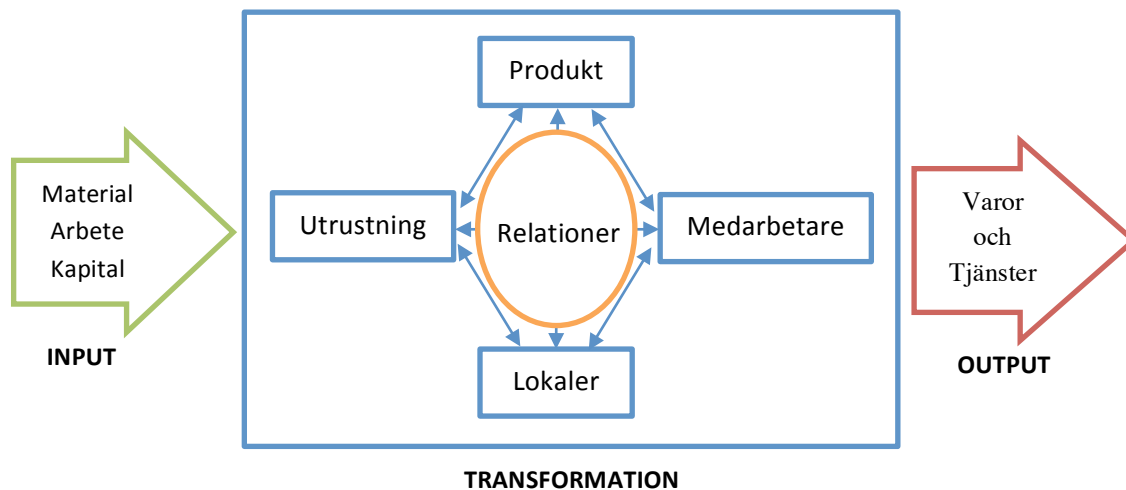 Material
Arbete
Kapital
INPUT
Produkt
Utrustning
Relationer
Medarbetare
Lokaler
TRANSFORMATION
Varor
och
Tjänster
OUTPUT